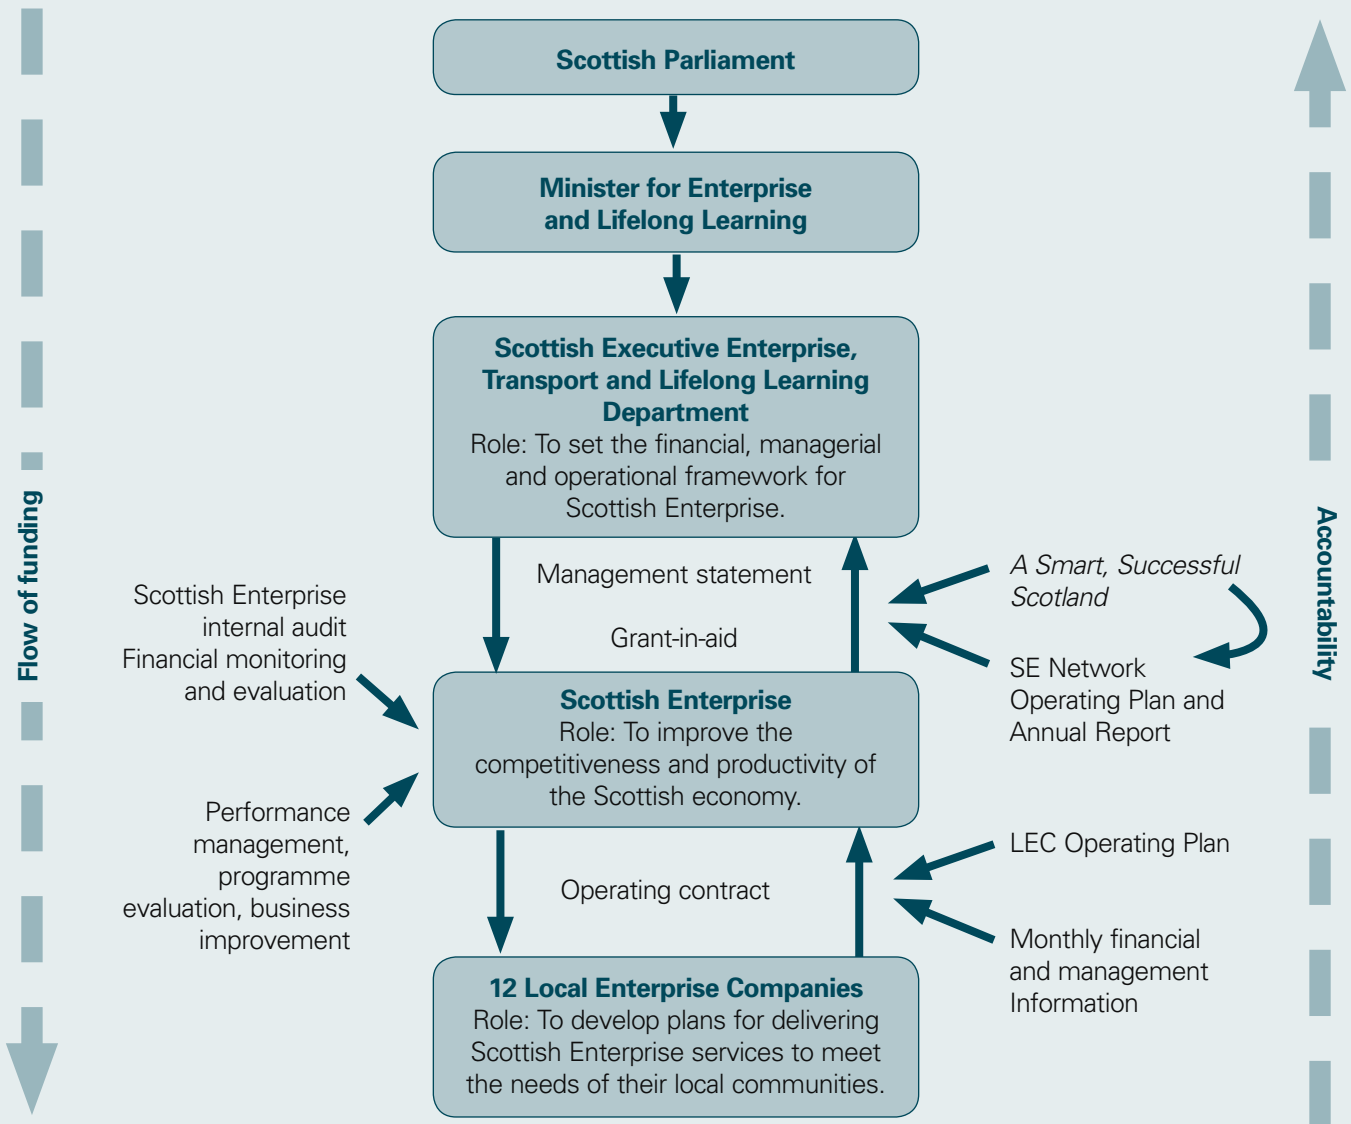 Scottish Parliament
Minister for Enterprise
and Lifelong Learning
Scottish Executive Enterprise,
Transport and Lifelong Learning
Department
Role: To set the financial, managerial
and operational framework for
Scottish Enterprise.
Flow of funding
Accountability
Management statement
Grant-in-aid
A Smart, Successful
Scotland
SE Network
Operating Plan and
Annual Report
Scottish Enterprise
internal audit
Financial monitoring
and evaluation
Scottish Enterprise
Role: To improve the
competitiveness and productivity of
the Scottish economy.
Performance
management,
programme
evaluation, business
improvement
Operating contract
LEC Operating Plan
Monthly financial
and management
Information
12 Local Enterprise Companies
Role: To develop plans for delivering
Scottish Enterprise services to meet
the needs of their local communities.